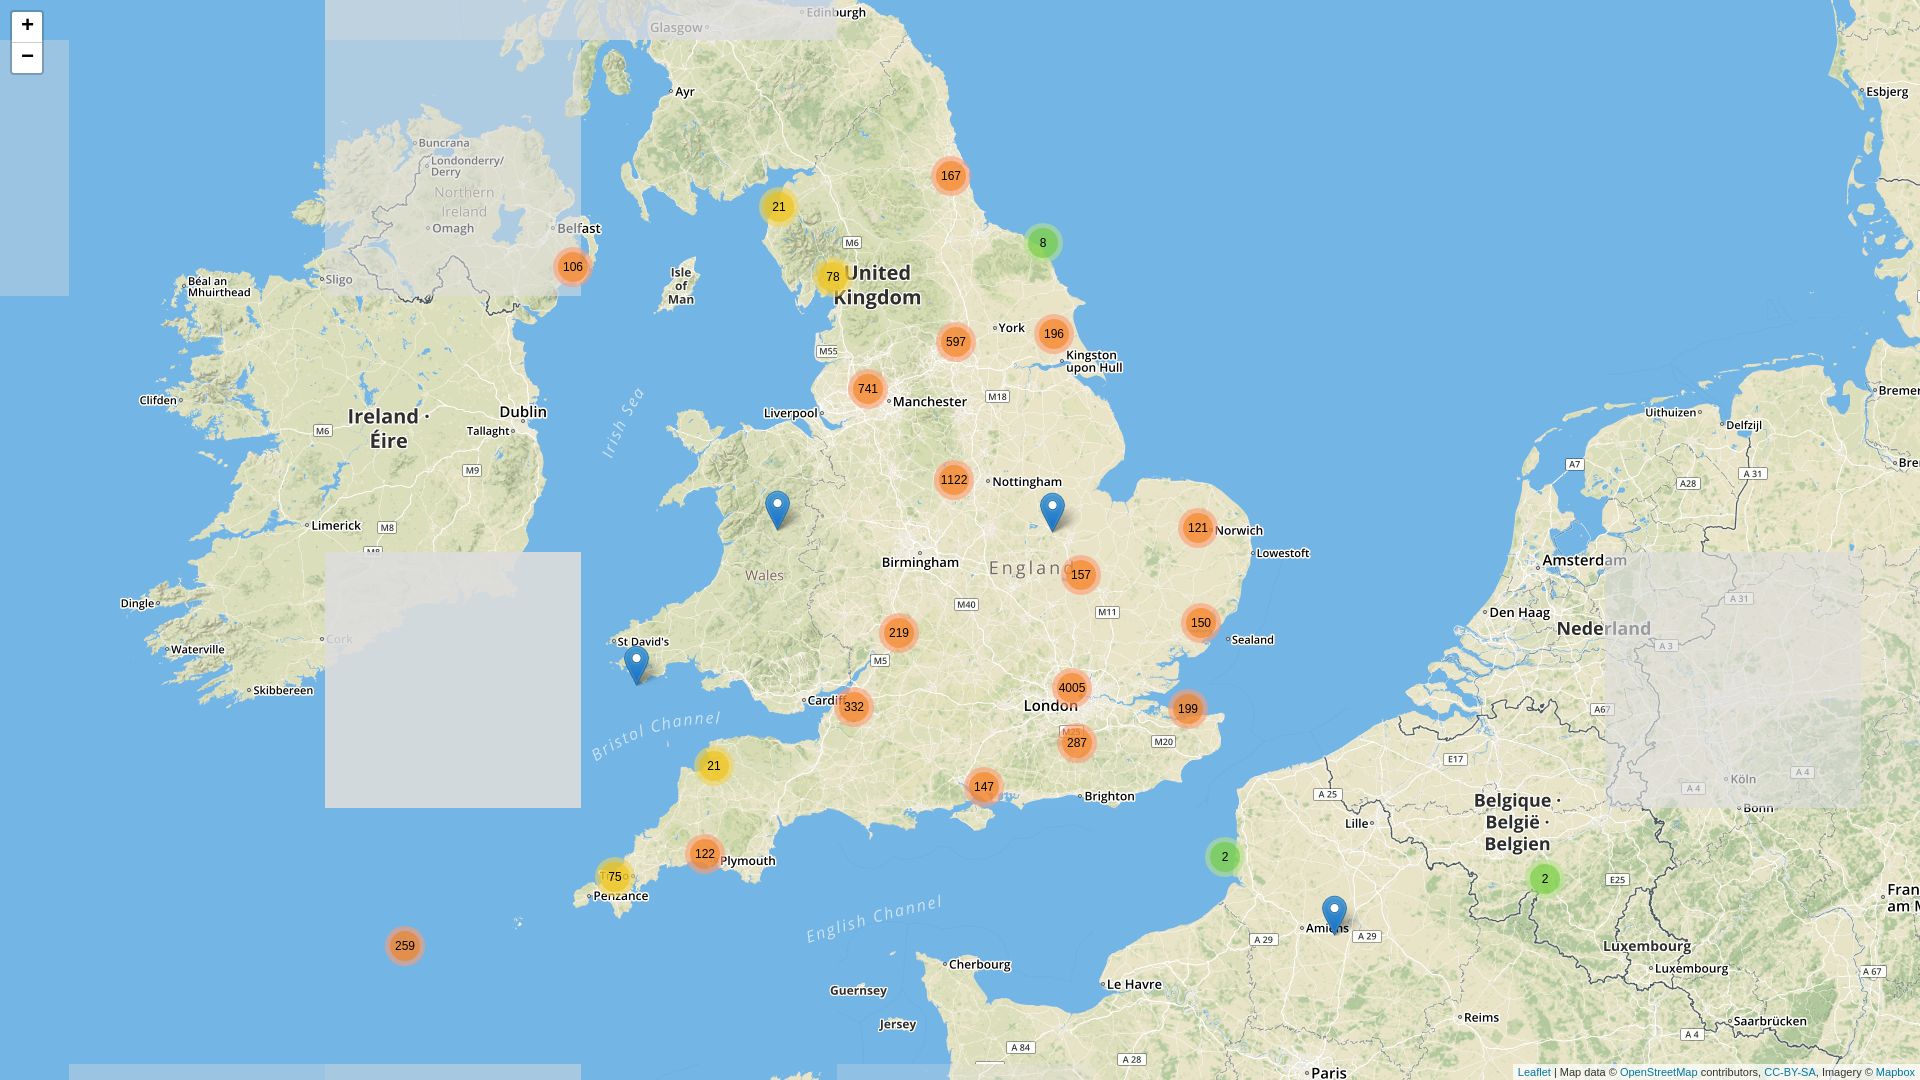 +
−
Glasgow
Edinburgh
Ayr
Esbjerg
Buncrana
Londonderry/
Derry
Northern
Ireland
Omagh
Belfast
167
21
8
M6
106
78
United
Kingdom
Isle
of
Man
Sligo
Béal an
Mhuirthead
York
196
597
M55
Kingston
upon Hull
741
Manchester
M18
Liverpool
Clifden
Ireland ·
Éire
Dublin
Tallaght
M6
M9
Irish Sea
Uithuizen
Delfzijl
Bremer
Bre
A7
A 31
A28
1122
Nottingham
Limerick
M8
M8
121
Norwich
Lowestoft
Birmingham
England
157
Wales
Amsterdam
A 31
Dingle
M40
M11
Den Haag
Nederland
219
150
Sealand
Cork
St David's
Waterville
M5
A 3
Skibbereen
4005
London
Cardiff
332
199
A67
Bristol Channel
M25
287
M20
E17
21
Köln
A 4
A 4
147
Brighton
A 25
Belgique ·
België ·
Belgien
Bonn
Lille
122
Plymouth
2
75
Penzance
2
E25
Fran
am M
English Channel
259
Amiens
A 29
A 29
Luxembourg
Luxembourg
A 67
Cherbourg
Le Havre
Guernsey
Jersey
Reims
Saarbrücken
A 4
A 84
A 28
Paris
Leaflet | Map data © OpenStreetMap contributors, CC-BY-SA, Imagery © Mapbox